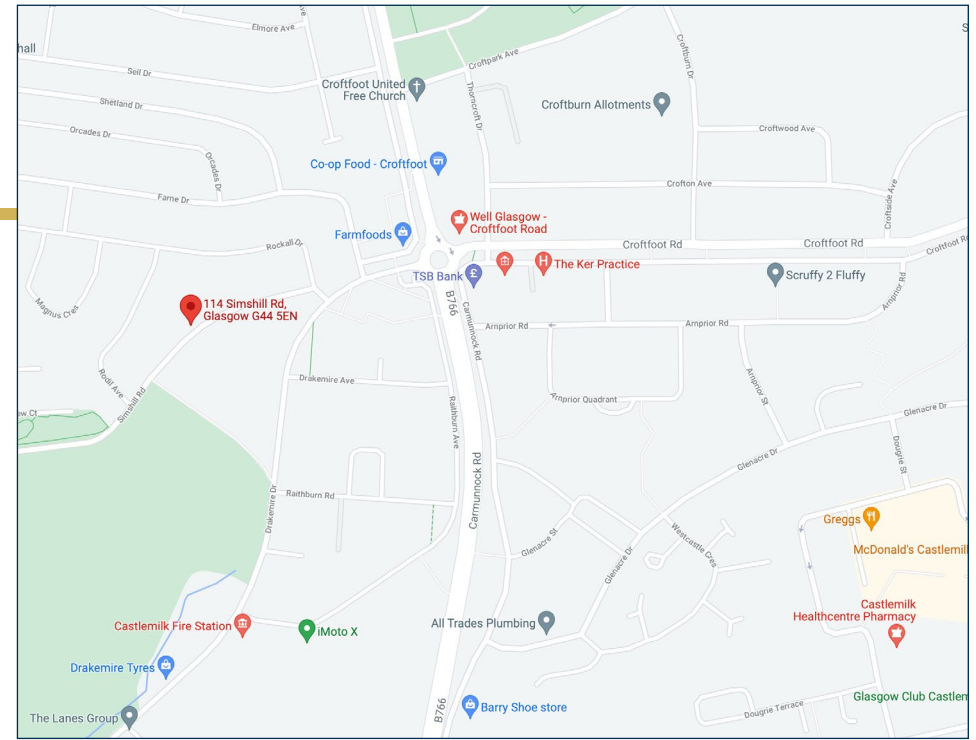 Elmore Ave
Ave
hall
Croftpark Ave
Seil Dr
Croftburn Dr
Croftfoot United
Free Church
Thorncroft Dr
Shetland Dr
Croftburn Allotments
Orcades Dr
Croftwood Ave
Orcades Dr
Co-op Food - Croftfoot
Crofton Ave
Farne Dr
Croftside Ave
Well Glasgow -
Croftfoot Road
Farmfoods
Rockall Dr
Croftfoot Rd
Croftfoot Rd
Croftfoot Rd
The Ker Practice
TSB Bank
Scruffy 2 Fluffy
Arnprior Rd
B766
114 Simshill Rd,
Glasgow G44 5EN
Magnus Cres
Carmunnock Rd
Arnprior Rd
Arnprior Rd
Drakemire Ave
Rodil Ave
Arnprior St
Simshill Rd
Arnprior Quadrant
ew Ct
Raithburn Ave
Glenacre Dr
Dougrie St
Glenacre Dr
Carmunnock Rd
Raithburn Rd
Drakemire Dr
Greggs
Westcastle Cres
Glenacre St
McDonald's Castlemil
Glenacre Dr
Castlemilk
Healthcentre Pharmacy
Castlemilk Fire Station
iMoto X
All Trades Plumbing
Drakemire Tyres
Glasgow Club Castlem
Barry Shoe store
B766
Dougrie Terrace
The Lanes Group